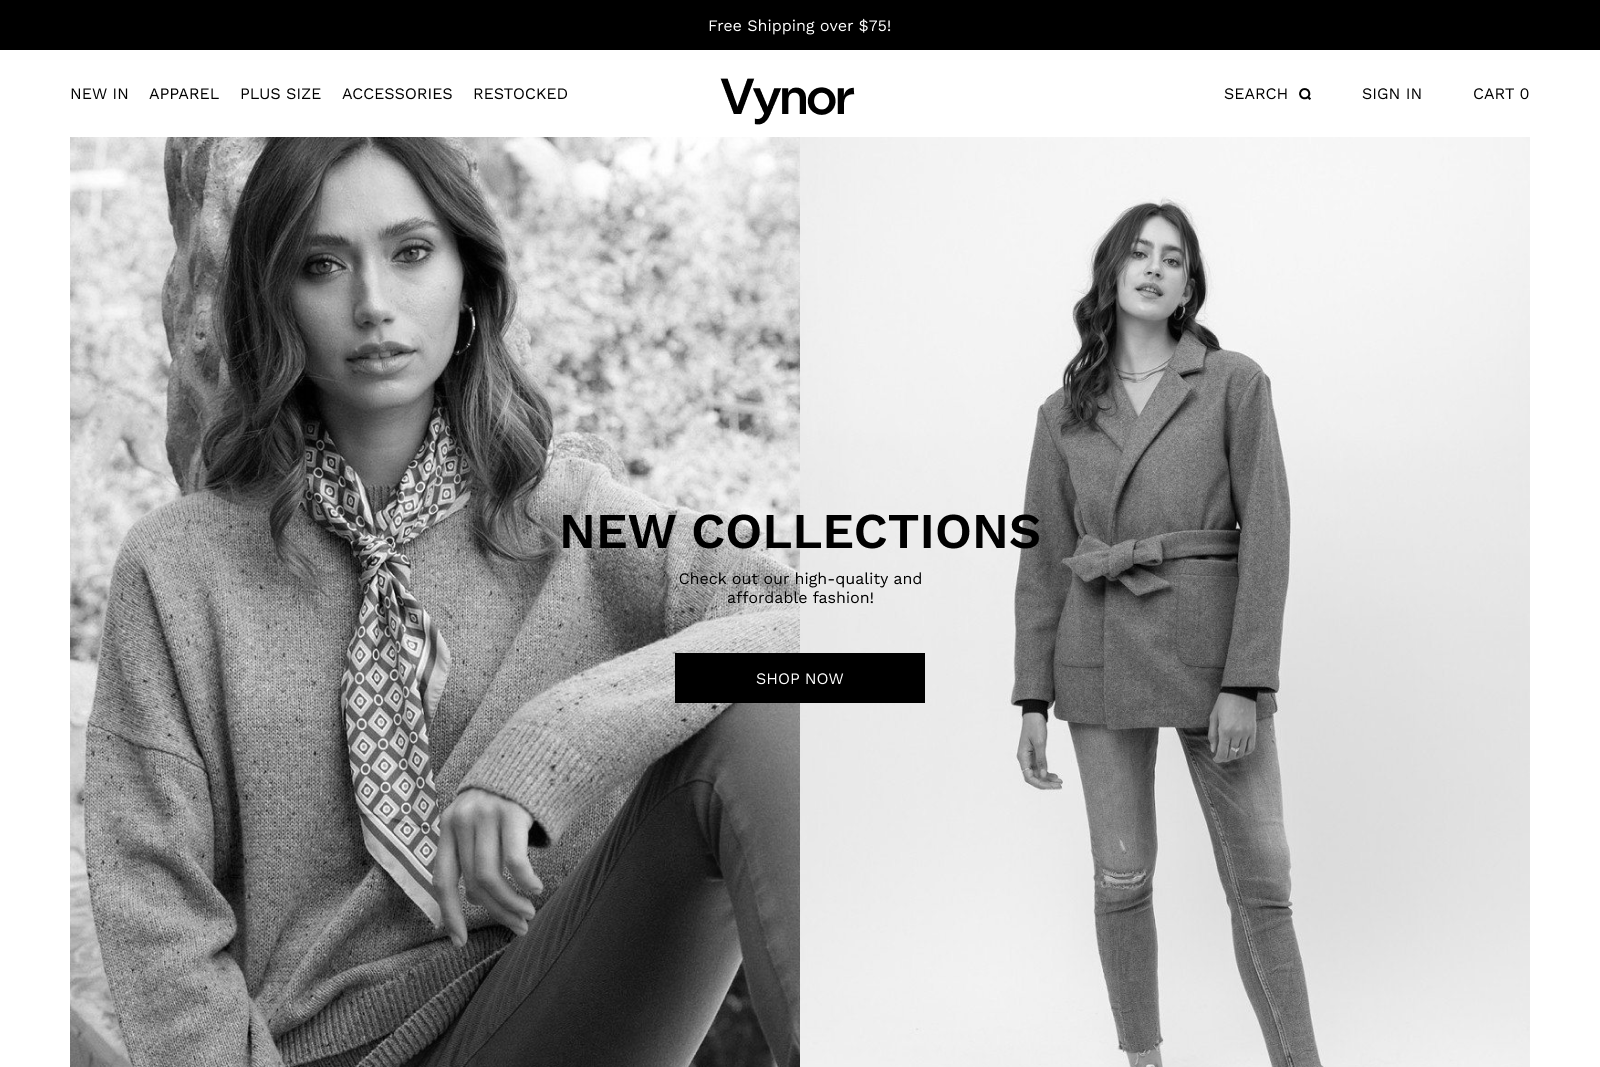 Free Shipping over $75!
NEW IN APPAREL PLUS SIZE ACCESSORIES RESTOCKED
Vynor
SEARCH SIGN IN CART 0
NEW COLLECTIONS
Check out our high-quality and
affordable fashion!
SHOP NOW